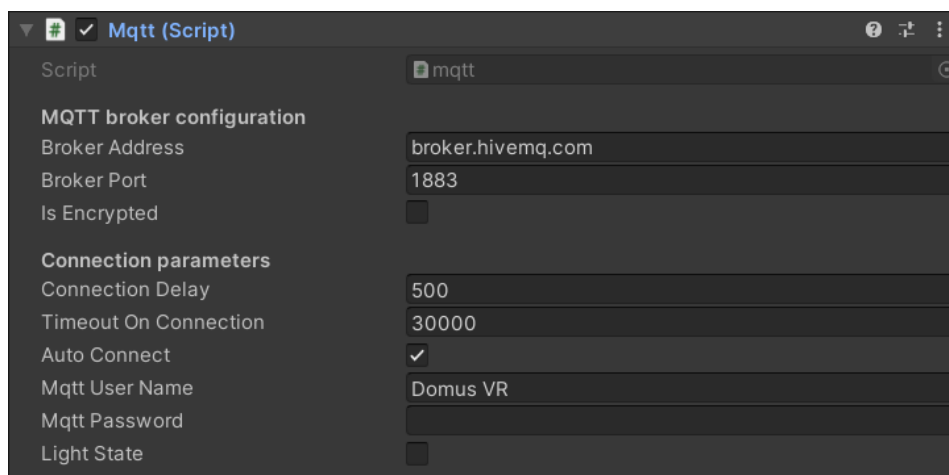 # Mqtt (Script) ?
Script # mqtt
MQTT broker configuration
Broker Address broker.hivemq.com
Broker Port 1883
Is Encrypted
Connection parameters
Connection Delay 500
Timeout On Connection 30000
Auto Connect
Mqtt User Name Domus VR
Mqtt Password
Light State